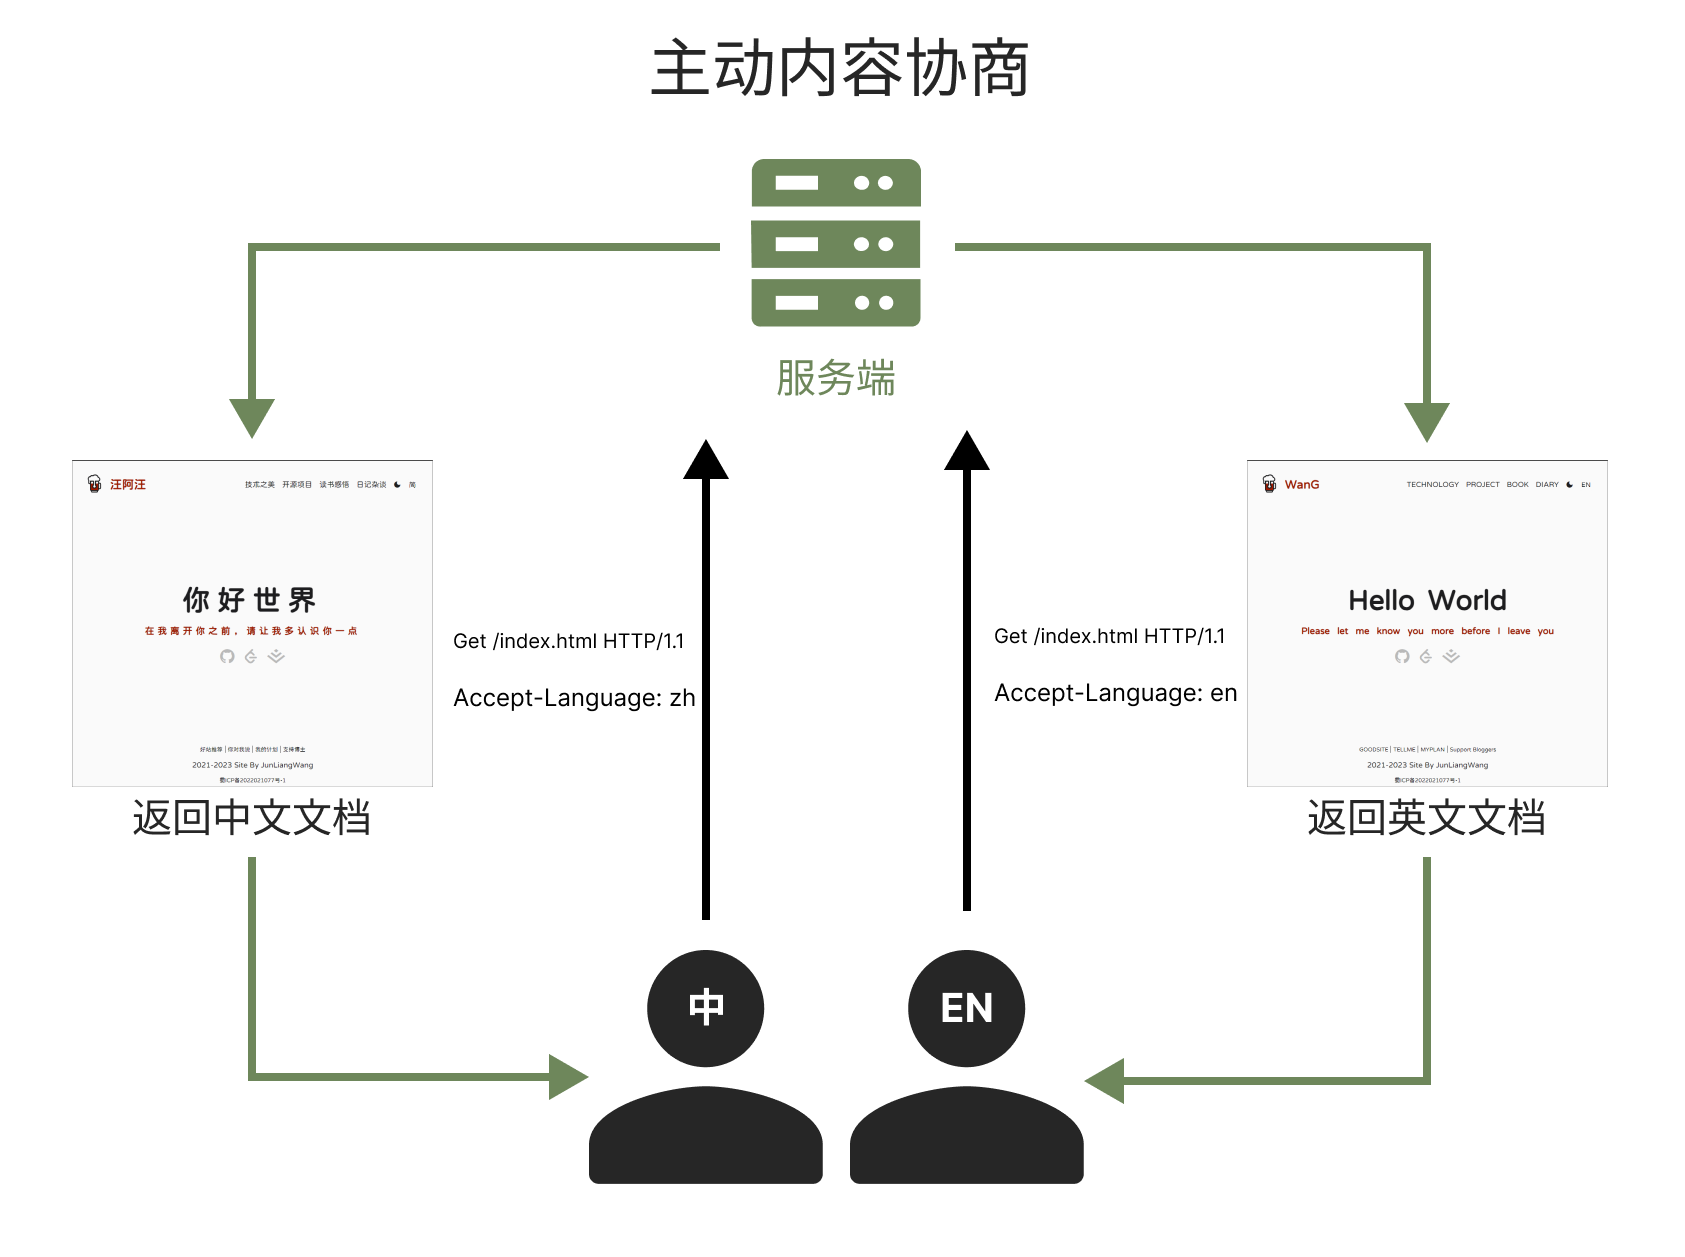 主动内容协商
服务端
汪阿汪
技术之美 开源项目 读书感悟 日记杂谈 简
你好世界
在我离开你之前，请让我多认识你一点
好站推荐 | 你对我说 | 我的计划 | 支持博主
2021-2023 Site By JunLiangWang
蜀ICP备2022021077号-1
返回中文文档
Get /index.html HTTP/1.1
Accept-Language: zh
Get /index.html HTTP/1.1
Accept-Language: en
WanG
TECHNOLOGY PROJECT BOOK DIARY EN
Hello World
Please let me know you more before I leave you
GOODSITE | TELLME | MYPLAN | Support Bloggers
2021-2023 Site By JunLiangWang
蜀ICP备2022021077号-1
返回英文文档
中
EN